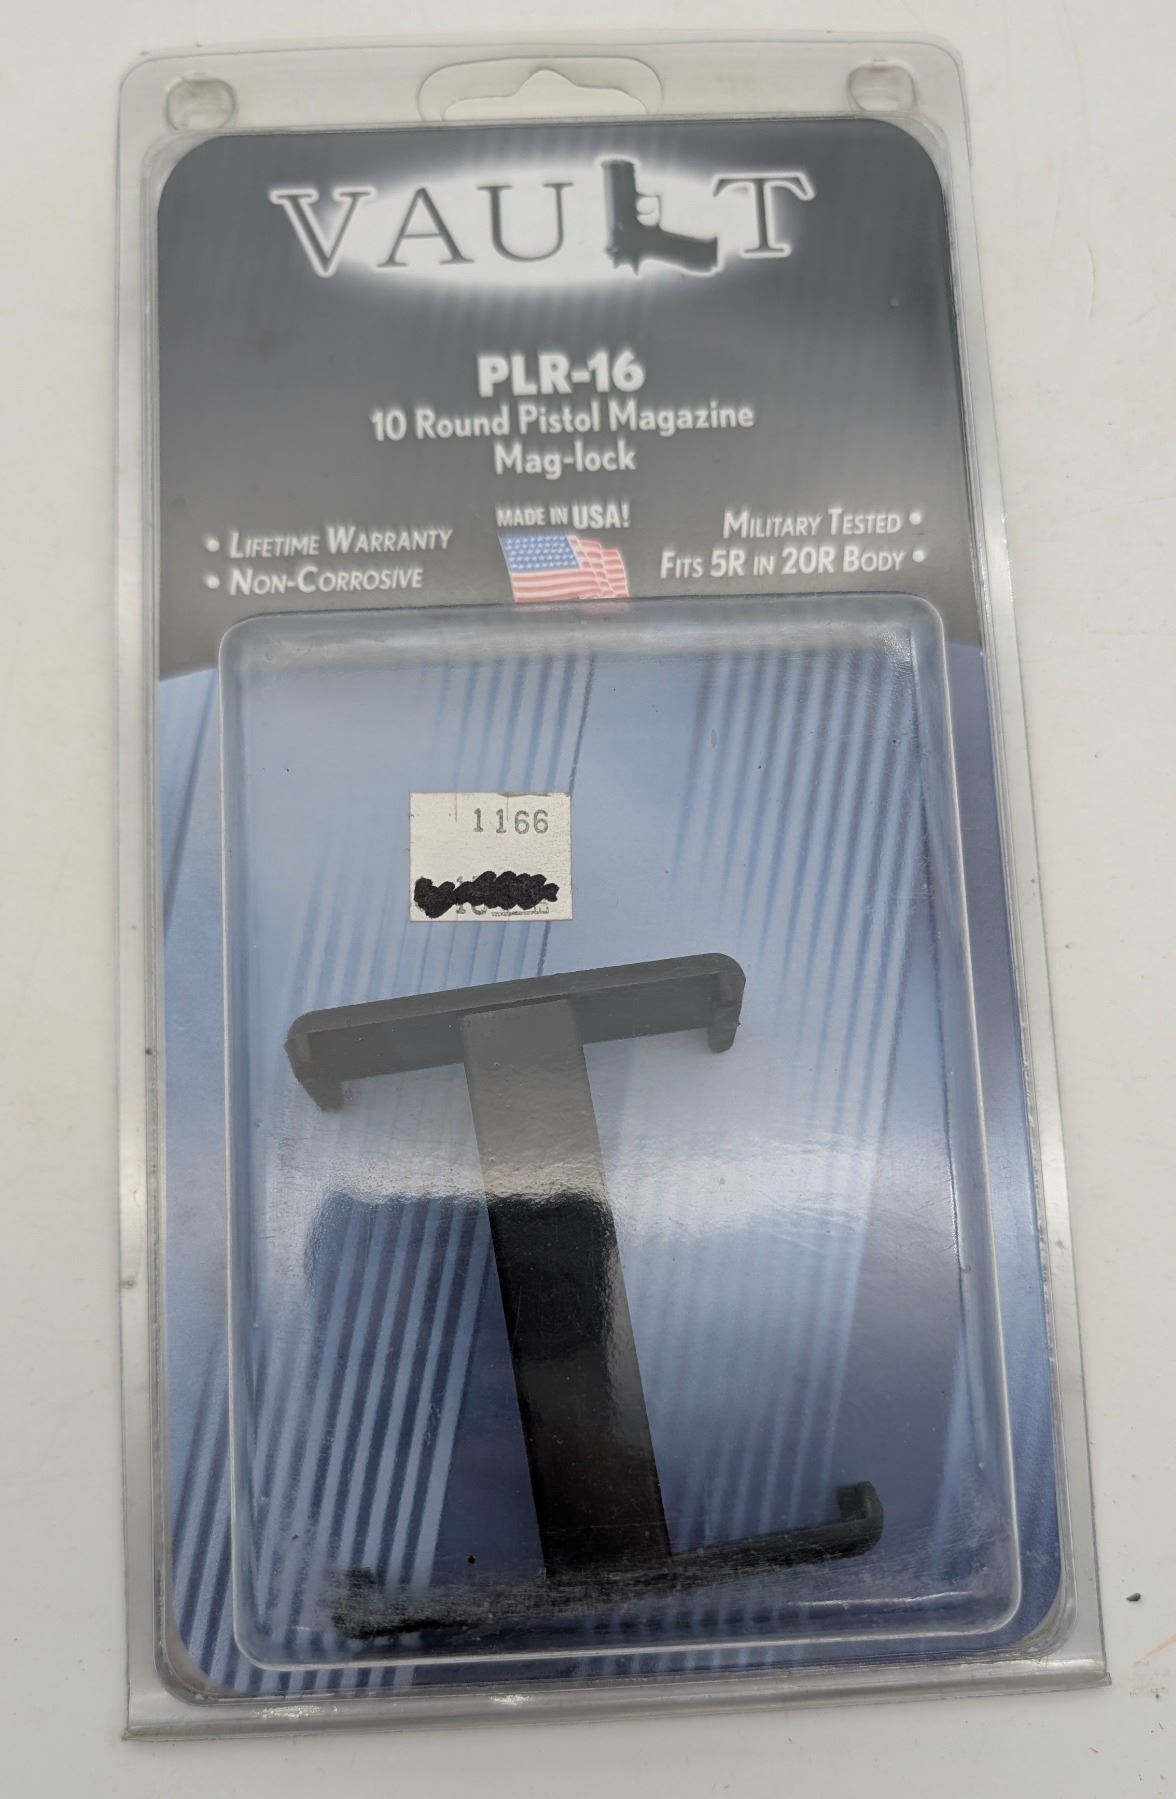 VAULT
PLR-16
10 Round Pistol Magazine
Mag-lock
MADE IN USA!
• LIFETIME WARRANTY
• NON-CORROSIVE
MILITARY TESTED •
FITS 5R IN 20R BODY •
1166